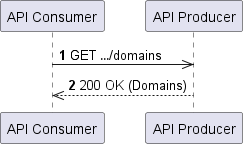 API Consumer
API Producer
1 GET .../domains
2 200 OK (Domains)
API Consumer
API Producer